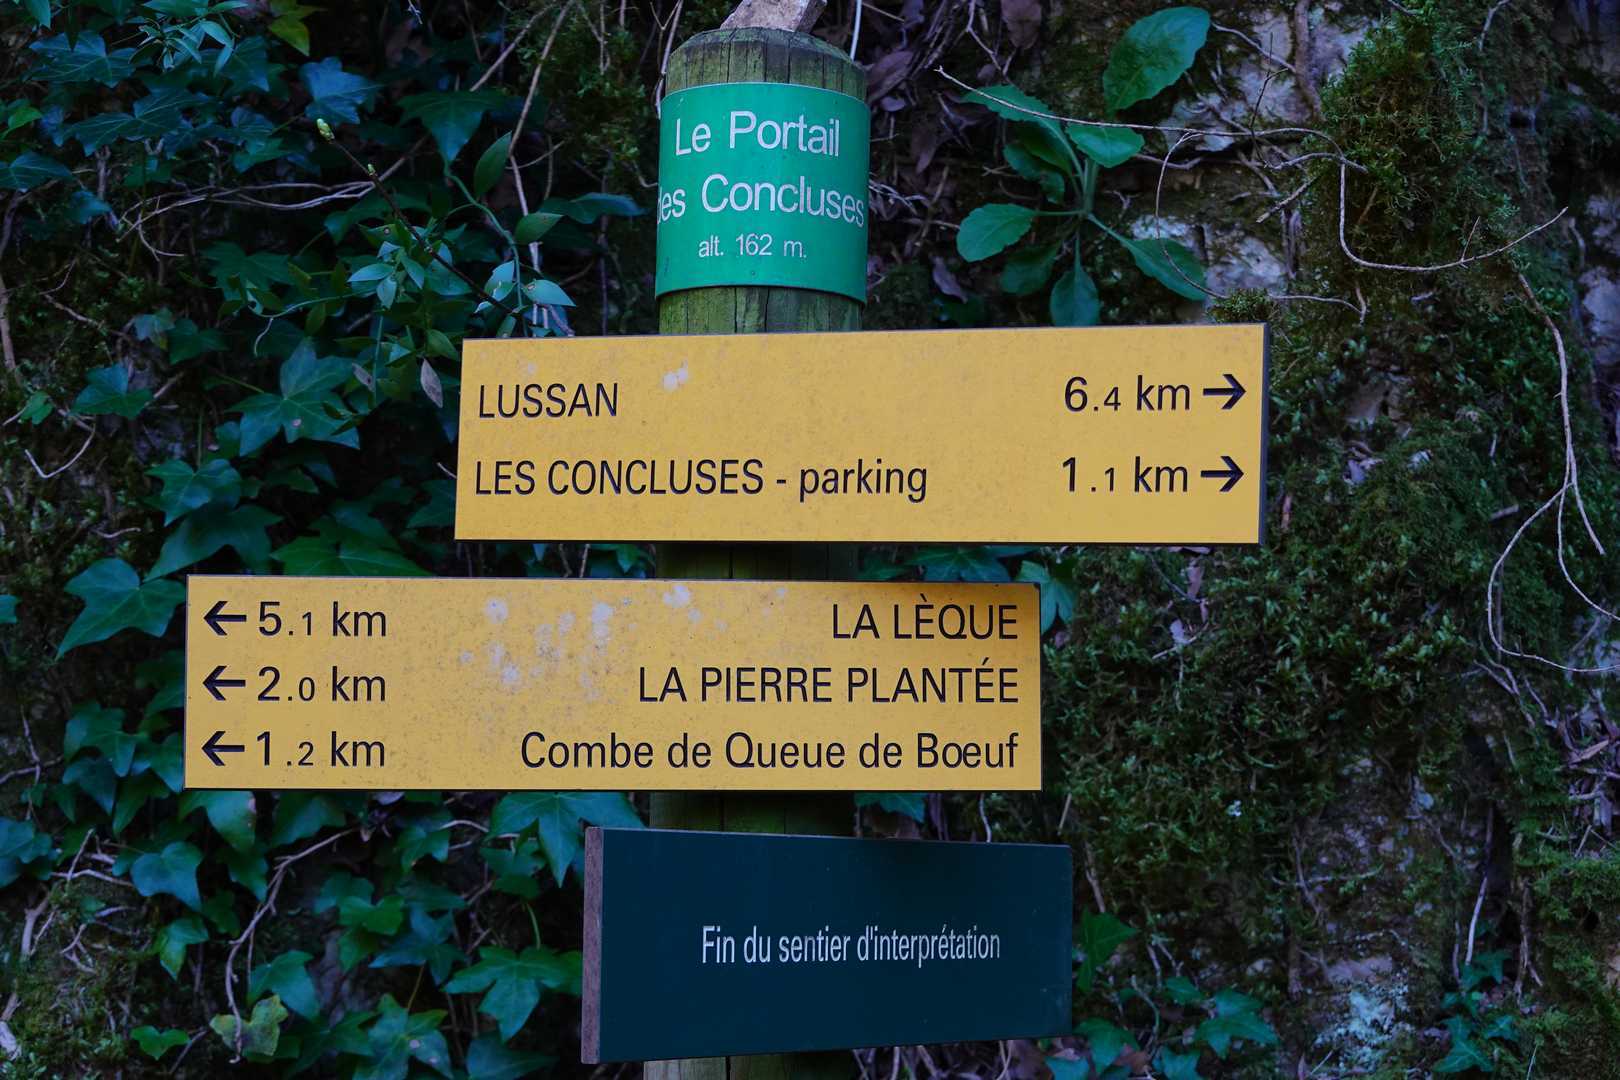 Le Portail
des Concluses
alt. 162 m.
LUSSAN 6.4 km →
LES CONCLUSES - parking 1.1 km →
← 5.1 km LA LÈQUE
← 2.0 km LA PIERRE PLANTÉE
← 1.2 km Combe de Queue de Bœuf
Fin du sentier d'interprétation